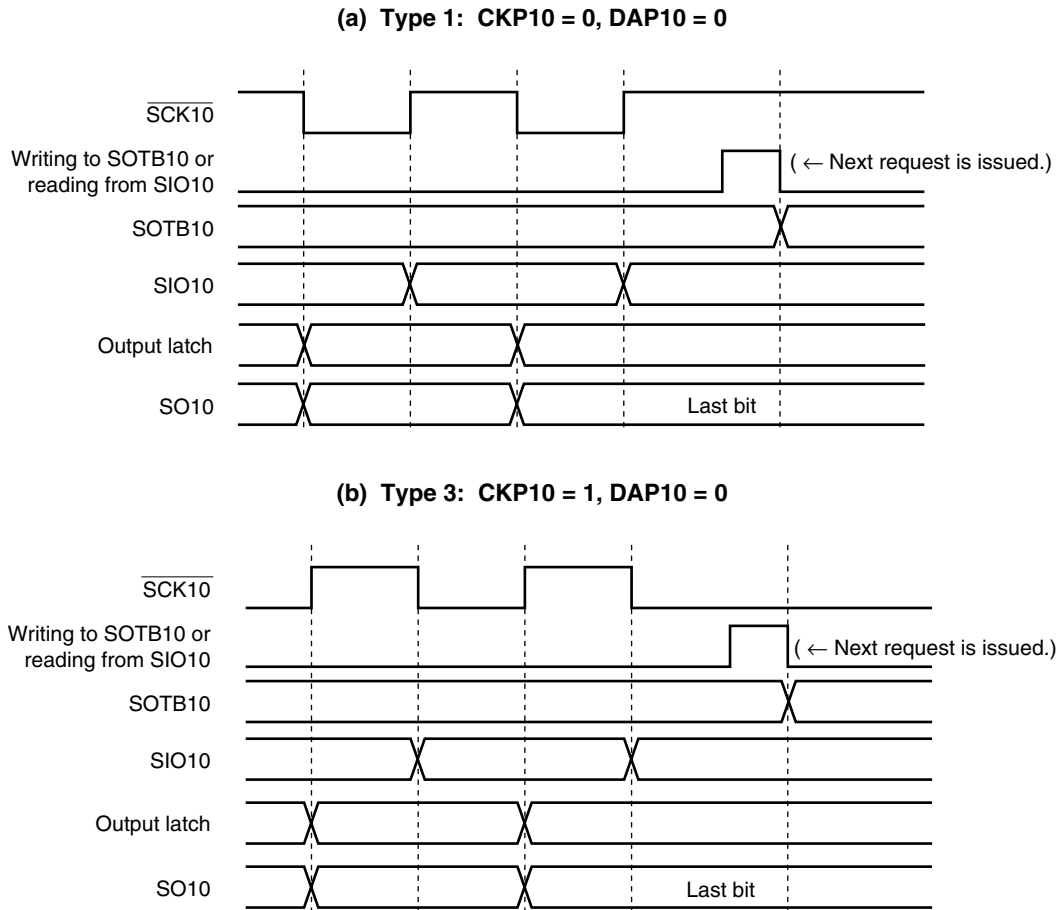 (a) Type 1: CKP10 = 0, DAP10 = 0
SCK10
Writing to SOTB10 or
reading from SIO10
( ← Next request is issued.)
SOTB10
SIO10
Output latch
SO10
Last bit
(b) Type 3: CKP10 = 1, DAP10 = 0
SCK10
Writing to SOTB10 or
reading from SIO10
( ← Next request is issued.)
SOTB10
SIO10
Output latch
SO10
Last bit